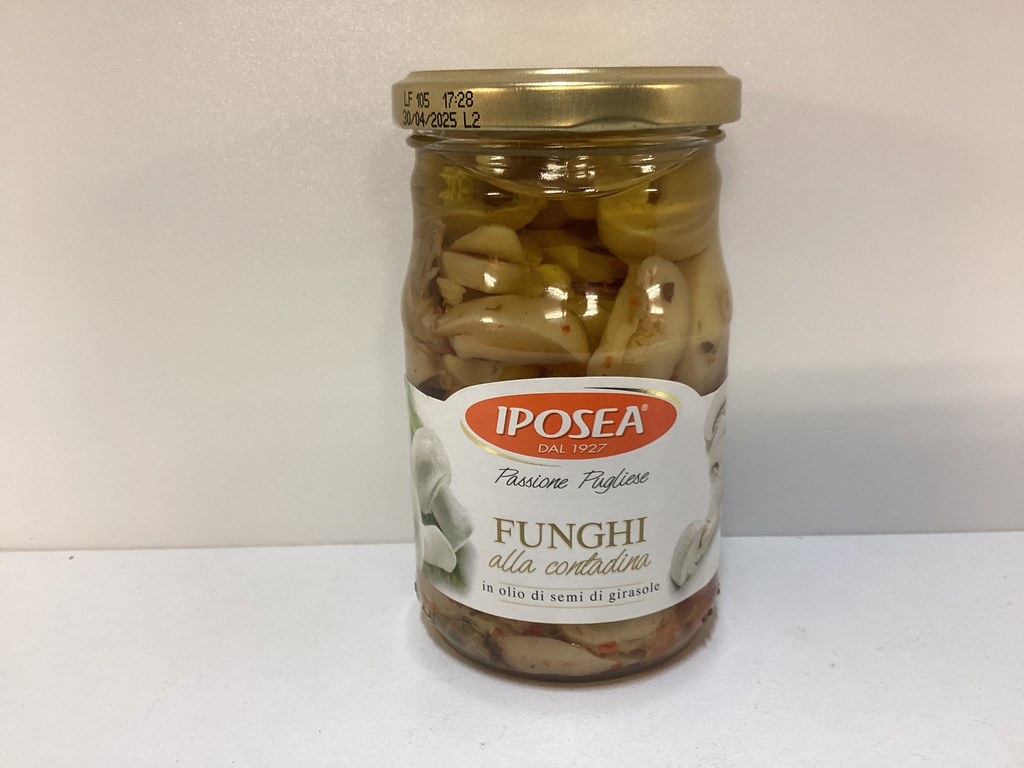 LF 105 17:28
30/04/2025 L2
IPOSEA®
DAL 1927
Passione Pugliese
FUNGHI
alla contadina
in olio di semi di girasole